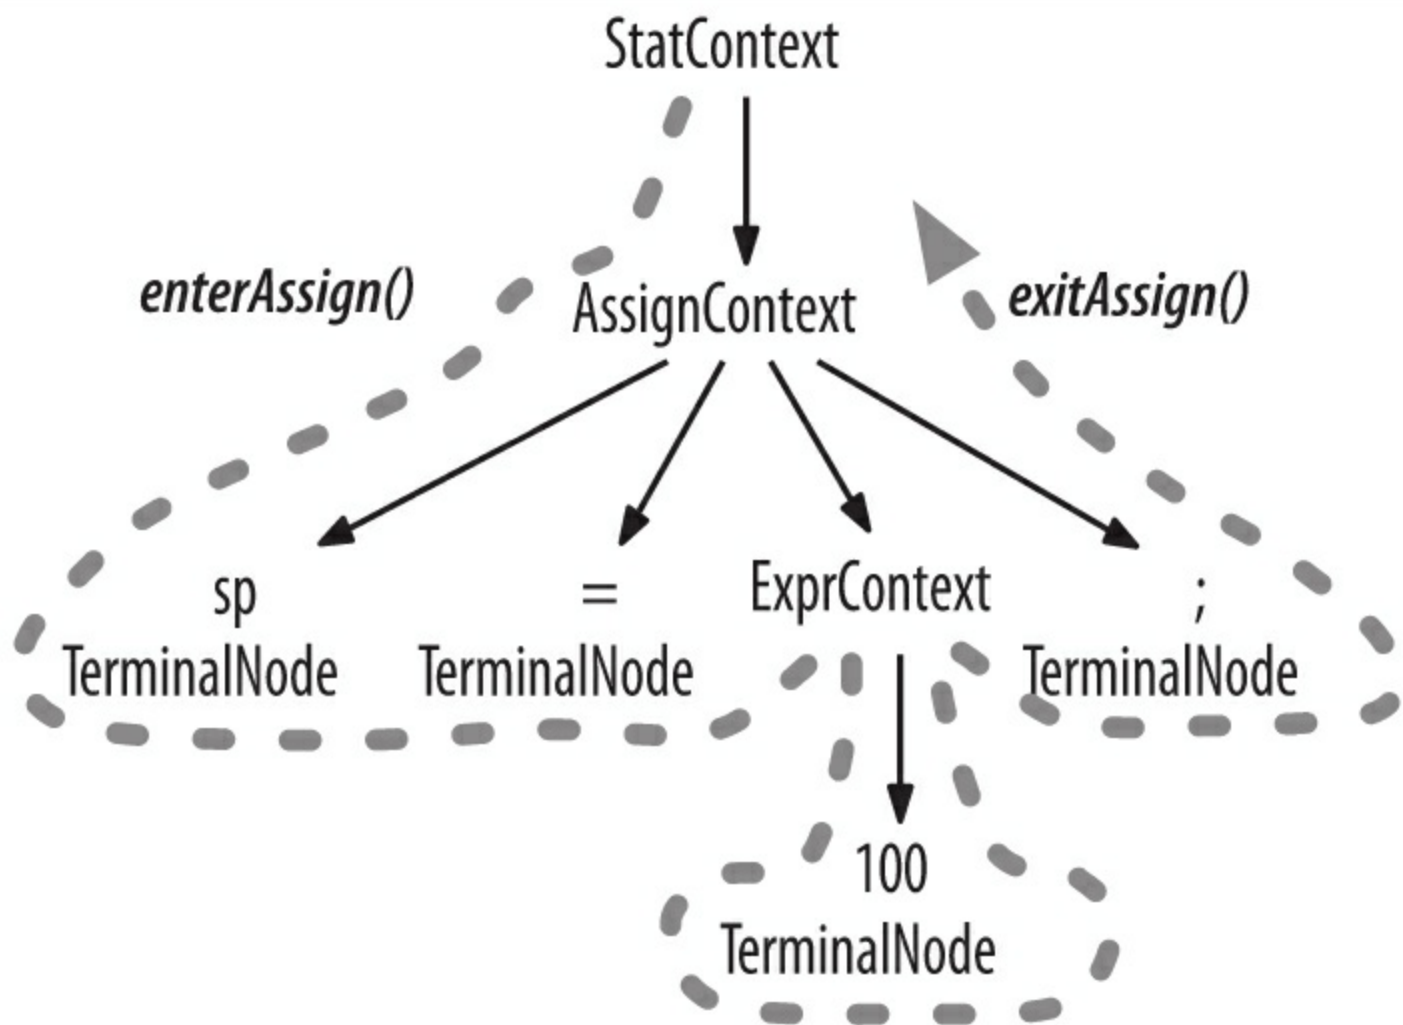 StatContext
enterAssign()
AssignContext
exitAssign()
sp
=
ExprContext
;
TerminalNode
TerminalNode
TerminalNode
100
TerminalNode